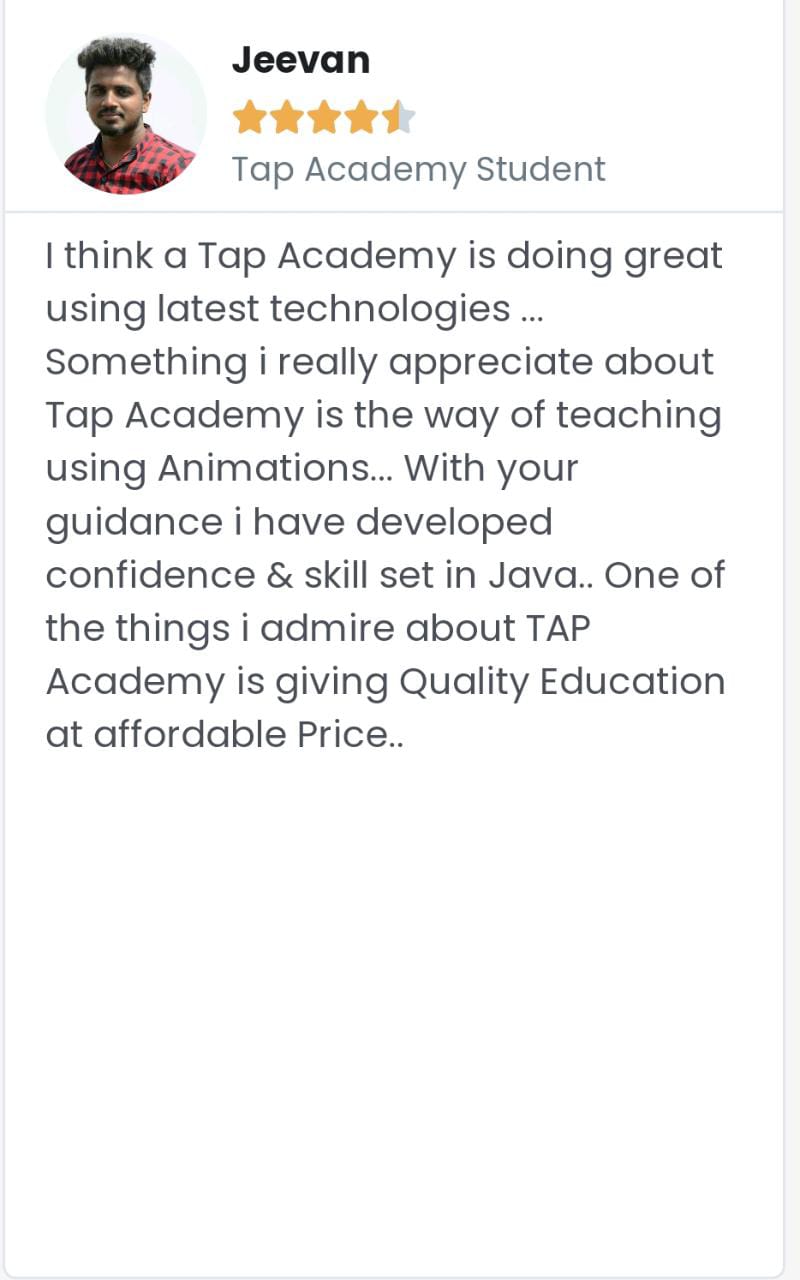 Jeevan
Tap Academy Student
I think a Tap Academy is doing great
using latest technologies ...
Something i really appreciate about
Tap Academy is the way of teaching
using Animations... With your
guidance i have developed
confidence & skill set in Java.. One of
the things i admire about TAP
Academy is giving Quality Education
at affordable Price..